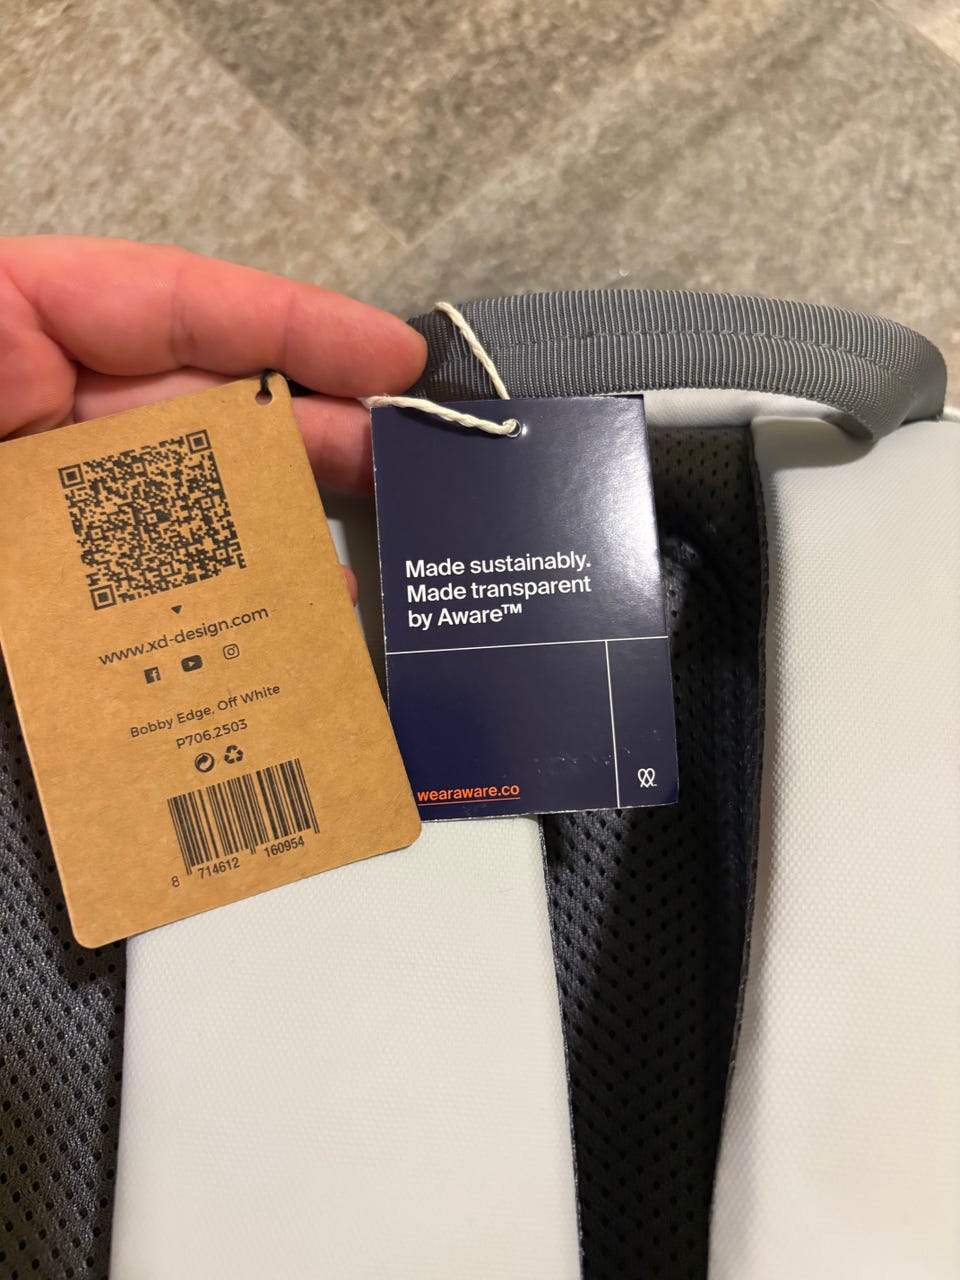 www.xd-design.com
Bobby Edge, Off White
P706.2503
8 714612 160954
Made sustainably.
Made transparent
by Aware™
wearaware.co